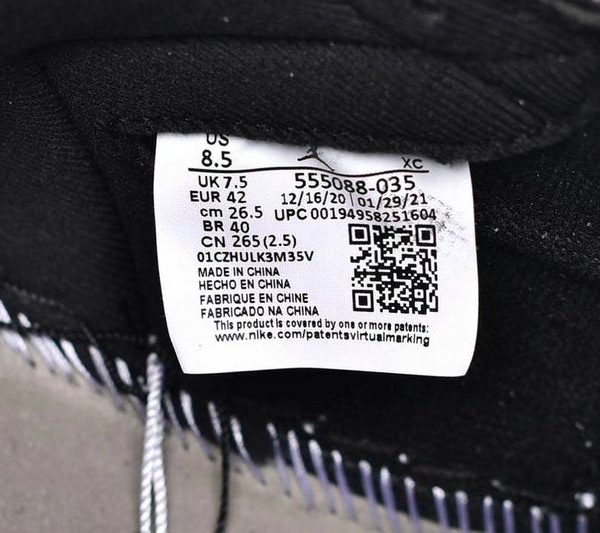 US
8.5 XC
UK 7.5 555088-035
EUR 42 12/16/20 01/29/21
cm 26.5 UPC 00194958251604
BR 40
CN 265 (2.5)
01CZHULK3M35V
MADE IN CHINA
HECHO EN CHINA
FABRIQUE EN CHINE
FABRICADO NA CHINA
This product is covered by one or more patents:
www.nike.com/patentsvirtualmarking